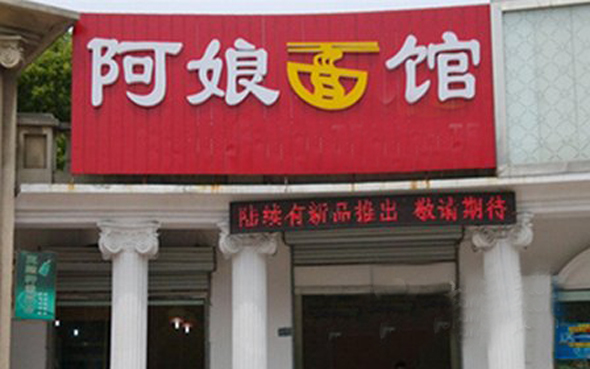 阿娘面馆
陆续有新品推出 敬请期待